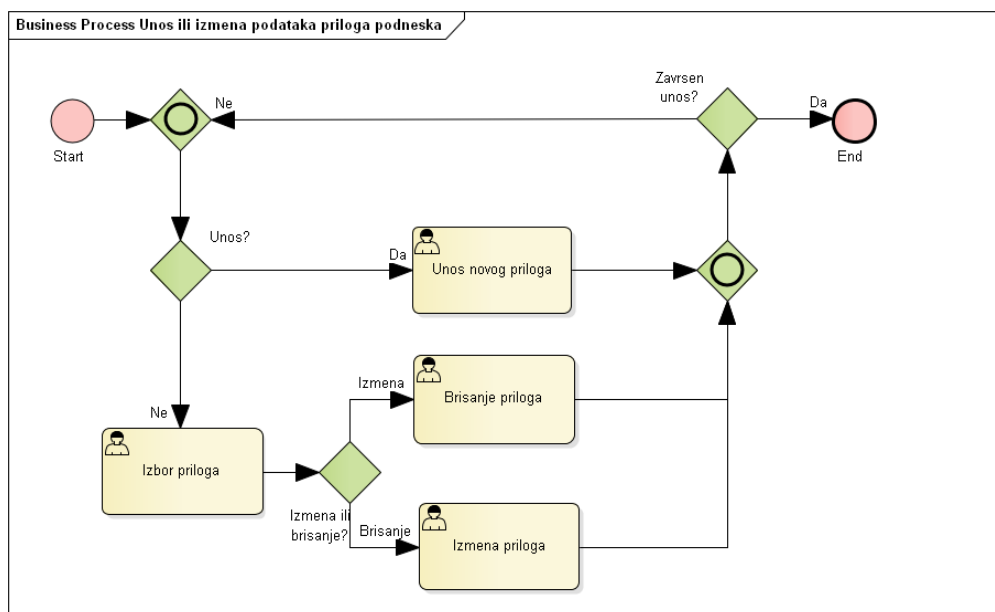 Business Process Unos ili izmena podataka priloga podneska
Start
Ne
Zavrsen
unos?
Da
End
Unos?
Da
Unos novog priloga
Ne
Izbor priloga
Izmena
Brisanje priloga
Izmena ili
brisanje?
Brisanje
Izmena priloga